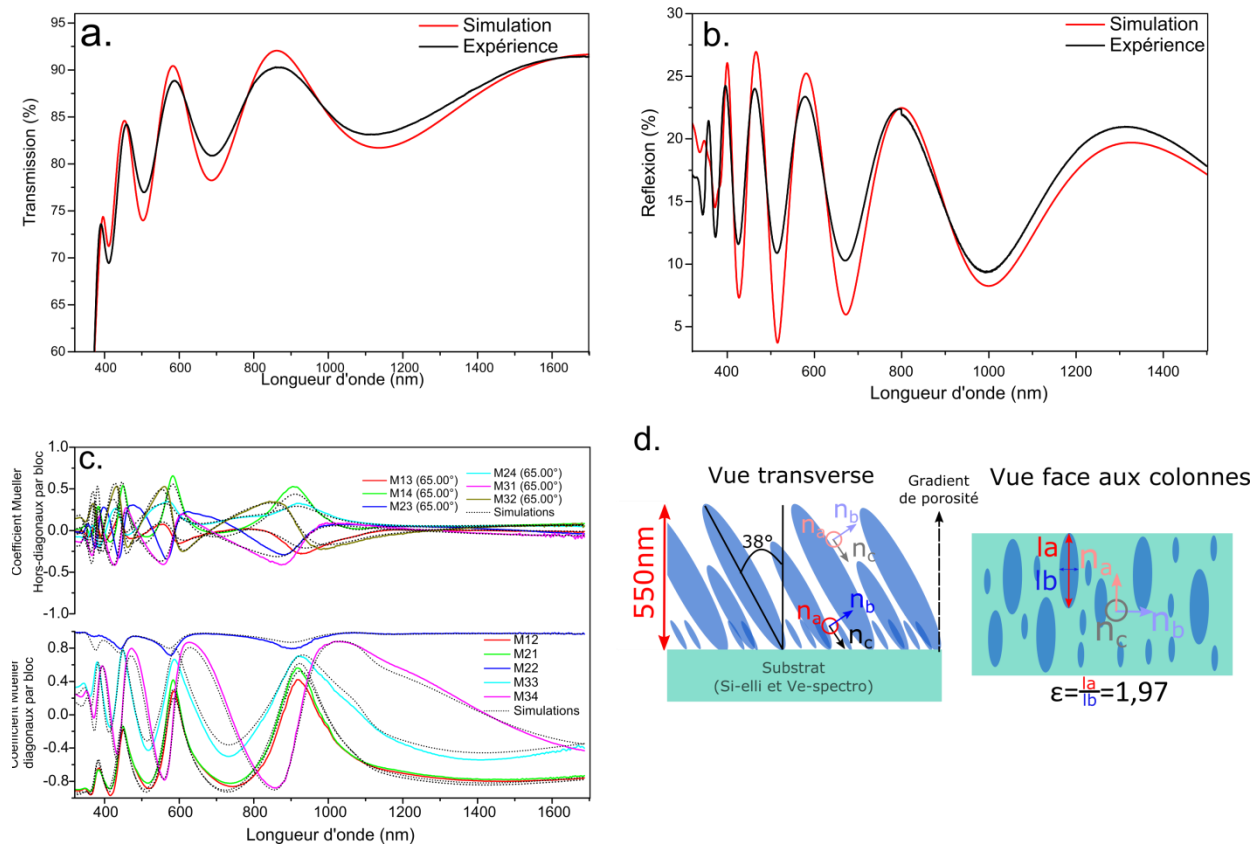 a.
Simulation
Expérience
95
90
85
80
75
70
65
60
Transmission (%)
400 600 800 1000 1200 1400 1600
Longueur d'onde (nm)
b.
Simulation
Expérience
30
25
20
15
10
5
Reflexion (%)
400 600 800 1000 1200 1400
Longueur d'onde (nm)
c.
1.0
0.5
0.0
-0.5
-1.0
Coefficient Mueller
Hors-diagonaux par bloc
M13 (65.00°)
M14 (65.00°)
M23 (65.00°)
M24 (65.00°)
M31 (65.00°)
M32 (65.00°)
Simulations
0.8
0.4
0.0
-0.4
-0.8
Coefficient Mueller
diagonaux par bloc
M12
M21
M22
M33
M34
Simulations
400 600 800 1000 1200 1400 1600
Longueur d'onde (nm)
d.
Vue transverse
Gradient
de porosité
Vue face aux colonnes
550nm
38°
na
nb
nc
na
nb
nc
Substrat
(Si-elli et Ve-spectro)
la
lb
na
nb
nc
ε=la/lb=1,97